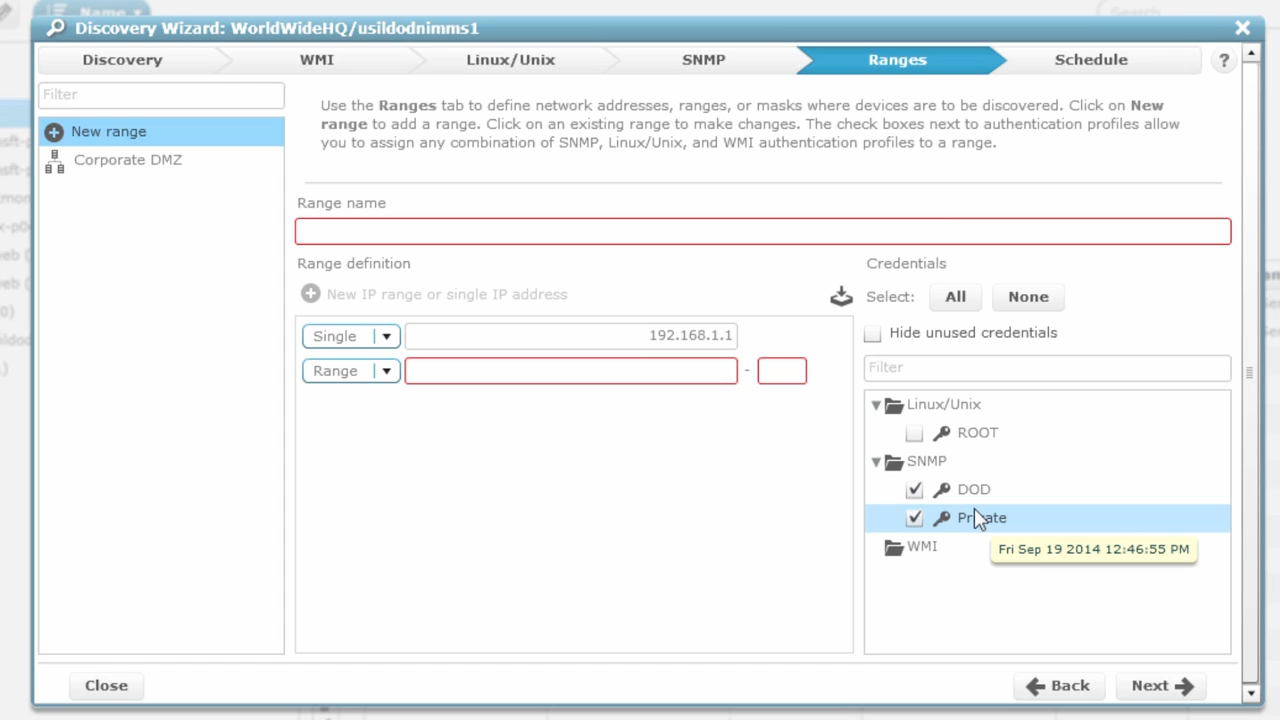 Name
Search
Discovery Wizard: WorldWideHQ/usildodnimms1
Discovery
WMI
Linux/Unix
SNMP
Ranges
Schedule
?
Filter
New range
Corporate DMZ
Use the Ranges tab to define network addresses, ranges, or masks where devices are to be discovered. Click on New
range to add a range. Click on an existing range to make changes. The check boxes next to authentication profiles allow
you to assign any combination of SNMP, Linux/Unix, and WMI authentication profiles to a range.
Range name
Range definition
New IP range or single IP address
Single
192.168.1.1
Range
-
Credentials
Select:
All
None
Hide unused credentials
Filter
Linux/Unix
ROOT
SNMP
DOD
Private
WMI
Fri Sep 19 2014 12:46:55 PM
Close
Back
Next